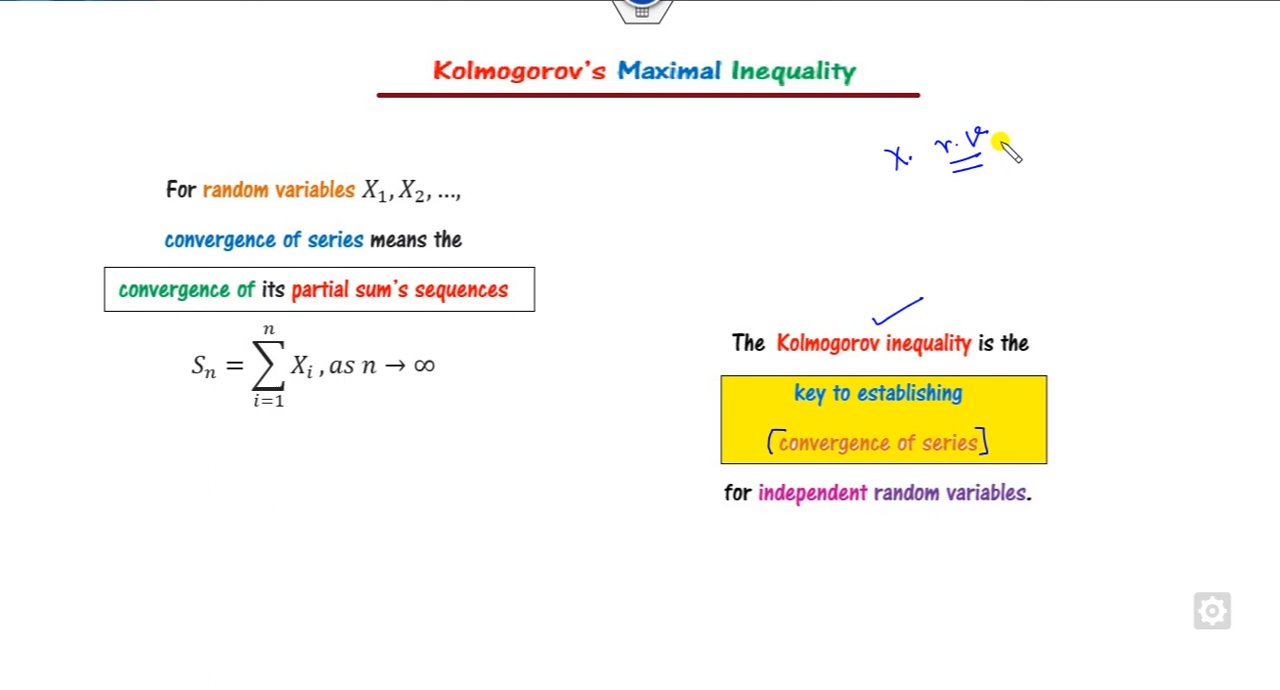 Kolmogorov's Maximal Inequality
X. r.v
For random variables X₁, X₂, ...,
convergence of series means the
convergence of its partial sum's sequences
Sₙ = ∑ᵢ₌₁ⁿ Xᵢ , as n → ∞
The Kolmogorov inequality is the
key to establishing
[convergence of series]
for independent random variables.